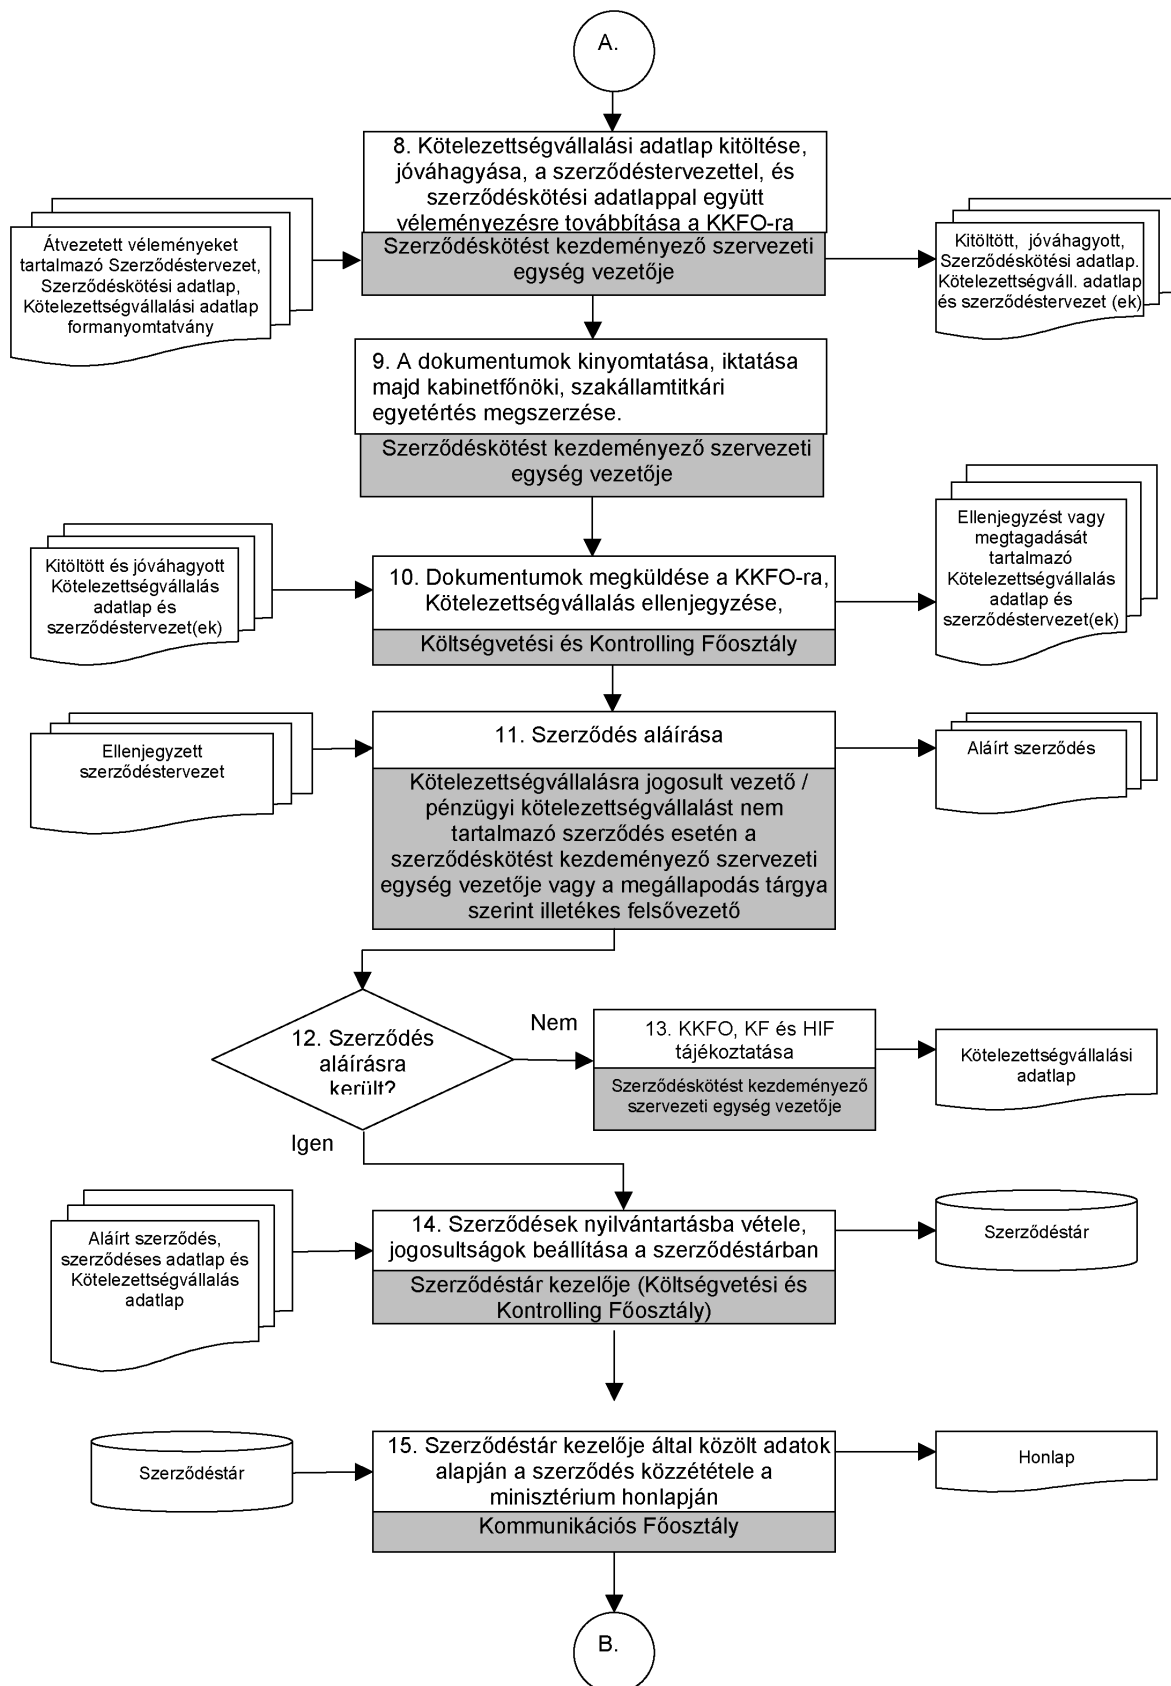 A.
8. Kötelezettségvállalási adatlap kitöltése,
jóváhagyása, a szerződéstervezettel, és
szerződéskötési adatlappal együtt
véleményezésre továbbítása a KKFO-ra
Szerződéskötést kezdeményező szervezeti
egység vezetője
Átvezetett véleményeket
tartalmazó Szerződéstervezet,
Szerződéskötési adatlap,
Kötelezettségvállalási adatlap
formanyomtatvány
Kitöltött, jóváhagyott,
Szerződéskötési adatlap.
Kötelezettségváll. adatlap
és szerződéstervezet (ek)
9. A dokumentumok kinyomtatása, iktatása
majd kabinetfőnöki, szakállamtitkári
egyetértés megszerzése.
Szerződéskötést kezdeményező szervezeti
egység vezetője
Kitöltött és jóváhagyott
Kötelezettségvállalás
adatlap és
szerződéstervezet(ek)
10. Dokumentumok megküldése a KKFO-ra,
Kötelezettségvállalás ellenjegyzése,
Költségvetési és Kontrolling Főosztály
Ellenjegyzést vagy
megtagadását
tartalmazó
Kötelezettségvállalás
adatlap és
szerződéstervezet(ek)
Ellenjegyzett
szerződéstervezet
11. Szerződés aláírása
Kötelezettségvállalásra jogosult vezető /
pénzügyi kötelezettségvállalást nem
tartalmazó szerződés esetén a
szerződéskötést kezdeményező szervezeti
egység vezetője vagy a megállapodás tárgya
szerint illetékes felsővezető
Aláírt szerződés
12. Szerződés
aláírásra
került?
Nem
Igen
13. KKFO, KF és HIF
tájékoztatása
Szerződéskötést kezdeményező
szervezeti egység vezetője
Kötelezettségvállalási
adatlap
Aláírt szerződés,
szerződéses adatlap és
Kötelezettségvállalás
adatlap
14. Szerződések nyilvántartásba vétele,
jogosultságok beállítása a szerződéstárban
Szerződéstár kezelője (Költségvetési és
Kontrolling Főosztály)
Szerződéstár
Szerződéstár
15. Szerződéstár kezelője által közölt adatok
alapján a szerződés közzététele a
minisztérium honlapján
Kommunikációs Főosztály
Honlap
B.